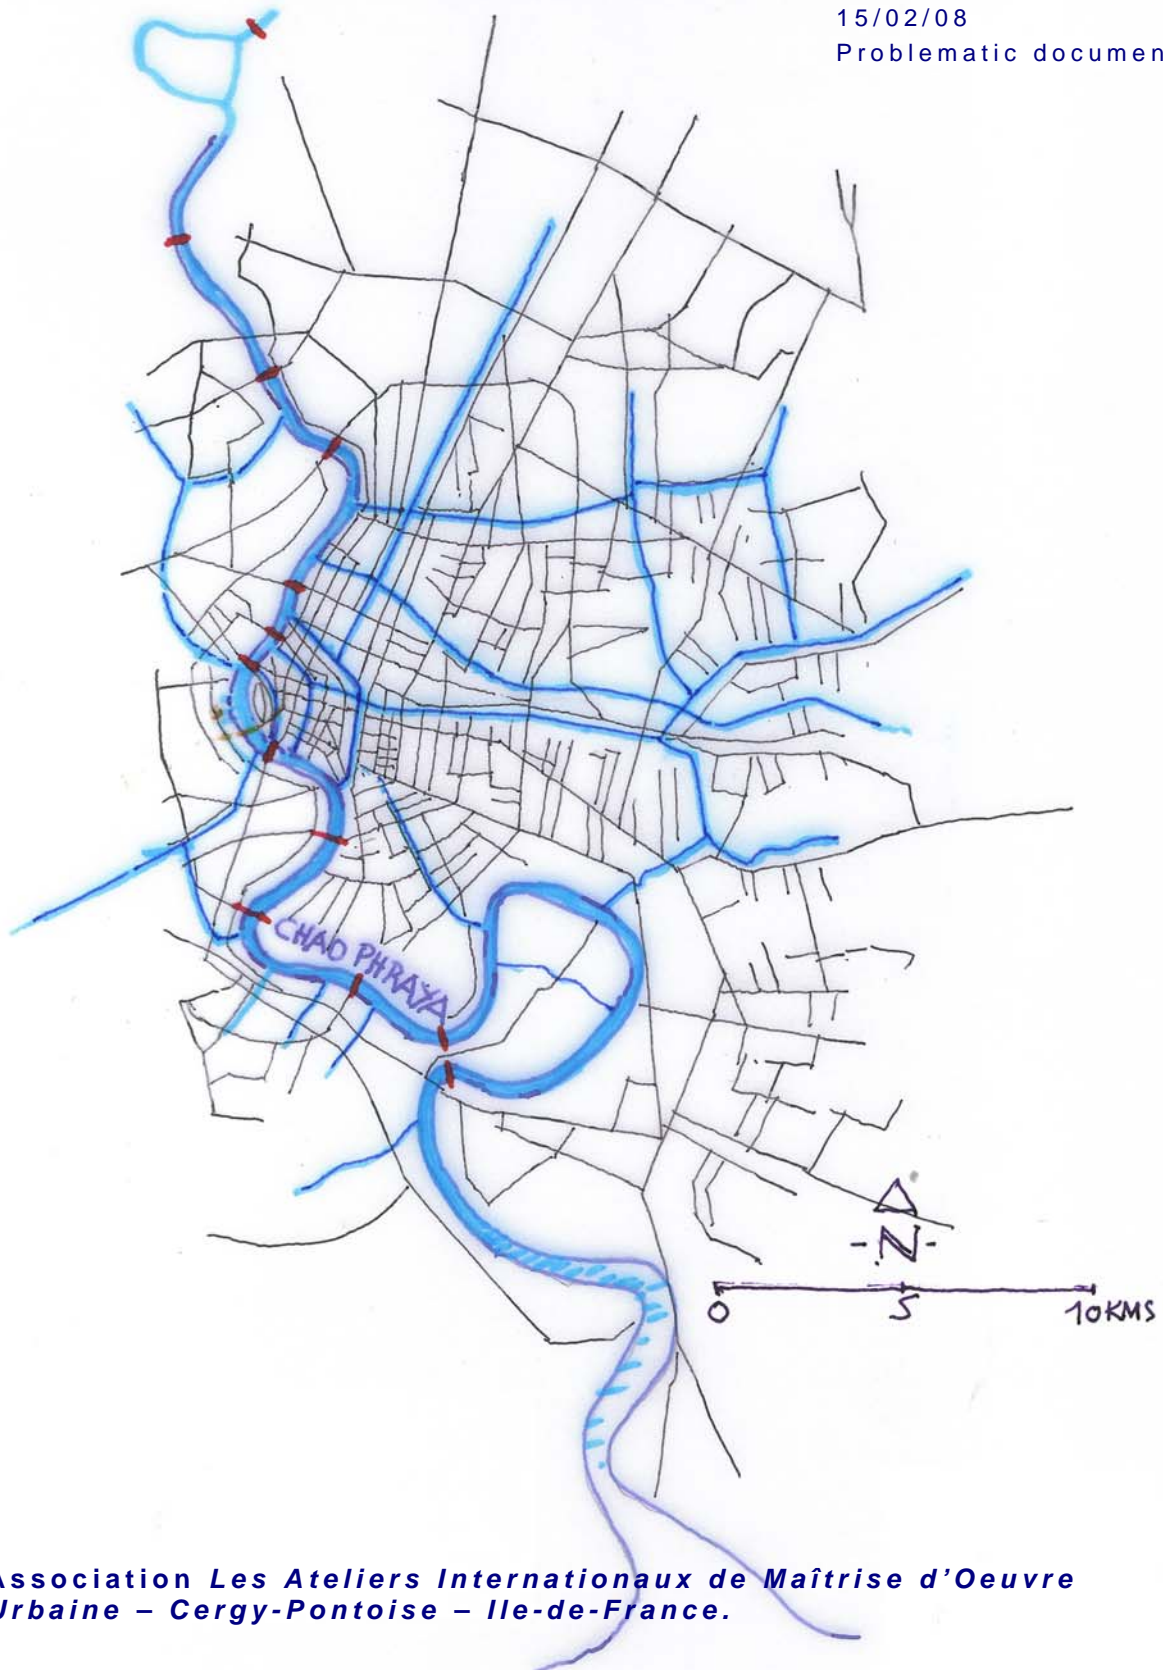 15/02/08
Problematic documen
CHAO PHRAYA
-N-
0 5 10KMS
Association Les Ateliers Internationaux de Maîtrise d'Oeuvre
Urbaine – Cergy-Pontoise – Ile-de-France.